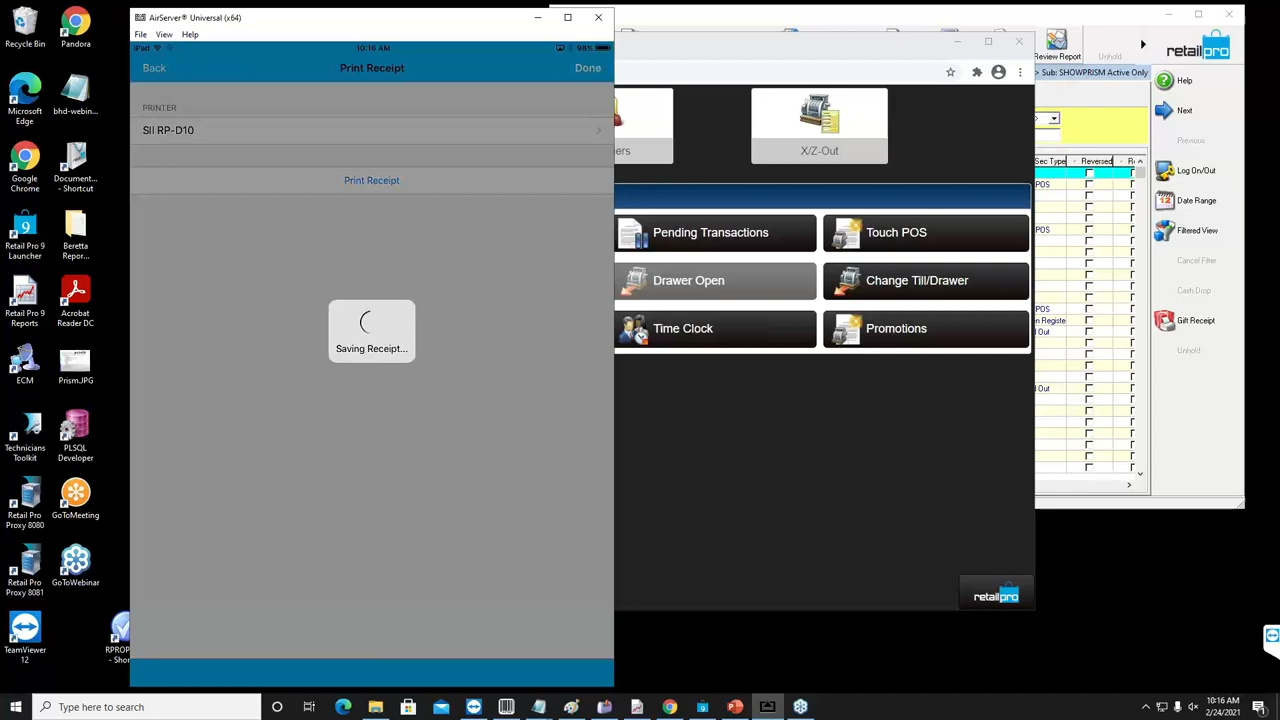 AirServer® Universal (x64)
File View Help
iPad
10:16 AM
98%
Back
Print Receipt
Done
PRINTER
SII RP-D10
Print Receipt
Saving Receipt...
Recycle Bin
Pandora
Microsoft
Edge
bhd-webin...
Google
Chrome
Document...
- Shortcut
Retail Pro 9
Launcher
Beretta
Repor...
Retail Pro 9
Reports
Acrobat
Reader DC
ECM
Prism.JPG
Technicians
Toolkit
PLSQL
Developer
Retail Pro
Proxy 8080
GoToMeeting
Retail Pro
Proxy 8081
GoToWebinar
TeamViewer
12
RPROP
- Shor
ers
X/Z-Out
Pending Transactions
Touch POS
Drawer Open
Change Till/Drawer
Time Clock
Promotions
retailpro
Review Report
Unhold
retailpro
> Sub: SHOWPRISM Active Only
Help
Next
Previous
Log On/Out
Date Range
Filtered View
Cancel Filter
Cash Drop
Gift Receipt
Unhold
Sec Type
Reversed
POS
POS
POS
n Registe
Out
Out
Type here to search
10:16 AM
2/24/2021